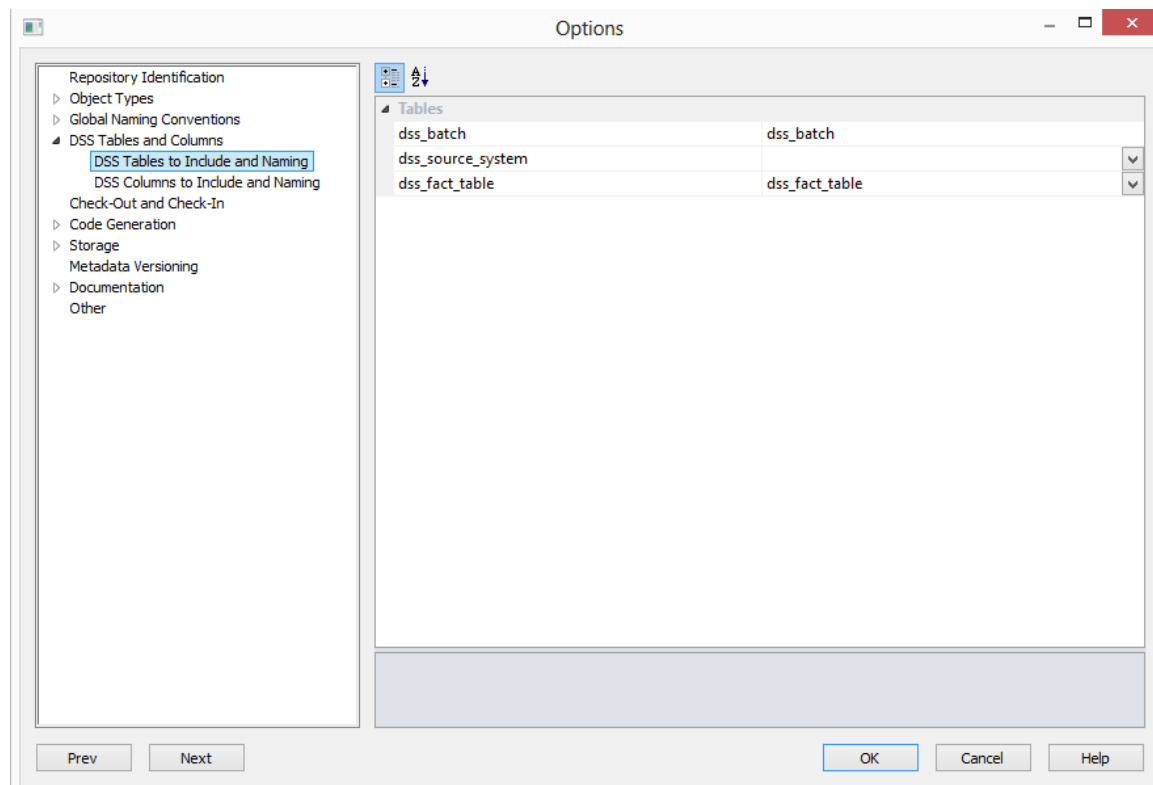 Options
Repository Identification
Object Types
Global Naming Conventions
DSS Tables and Columns
DSS Tables to Include and Naming
DSS Columns to Include and Naming
Check-Out and Check-In
Code Generation
Storage
Metadata Versioning
Documentation
Other
Tables
dss_batch dss_batch
dss_source_system
dss_fact_table dss_fact_table
Prev Next OK Cancel Help